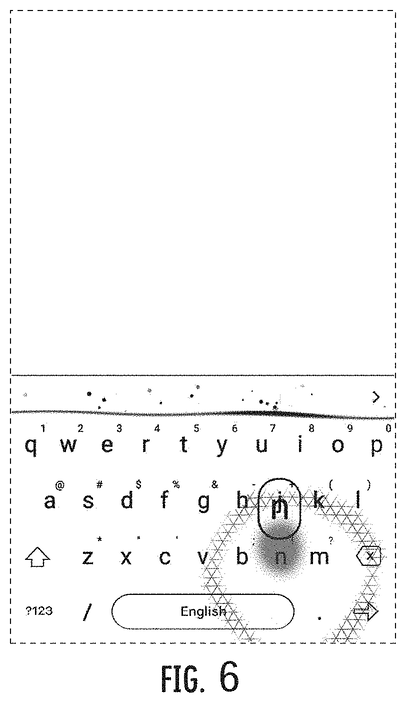 >
1 2 3 4 5 6 7 8 9 0
q w e r t y u i o p
@ # $ % & - + ( )
a s d f g h j k l
n
* " ' : ; ?
z x c v b n m
?123 / English .
FIG. 6